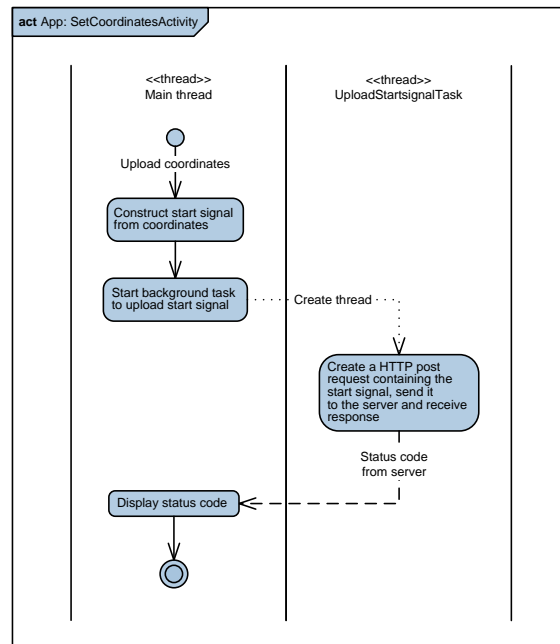 act App: SetCoordinatesActivity
<<thread>>
Main thread
<<thread>>
UploadStartsignalTask
Upload coordinates
Construct start signal
from coordinates
Start background task
to upload start signal
Create thread
Create a HTTP post
request containing the
start signal, send it
to the server and receive
response
Status code
from server
Display status code